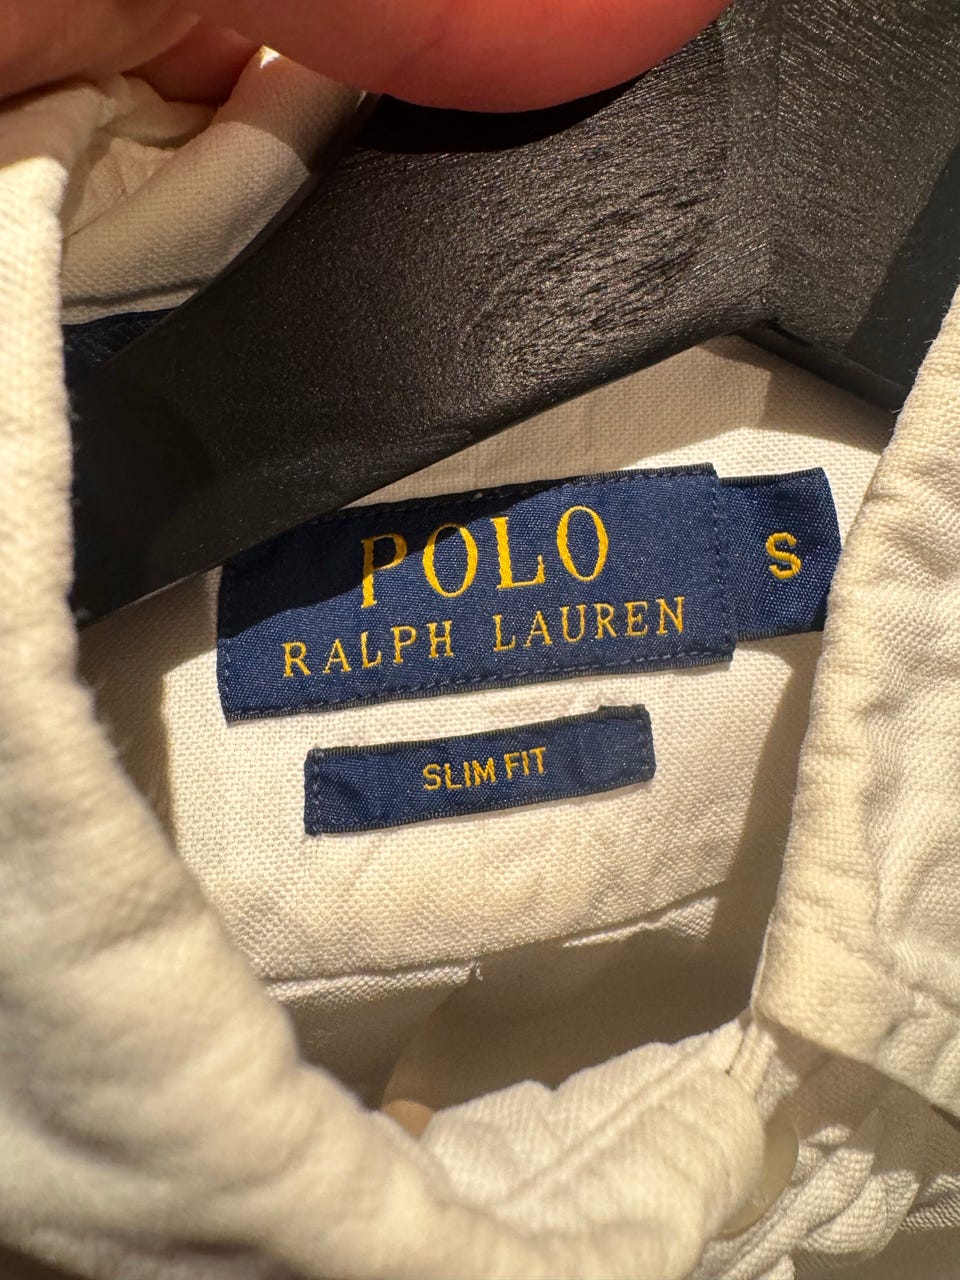 POLO
RALPH LAUREN
S
SLIM FIT